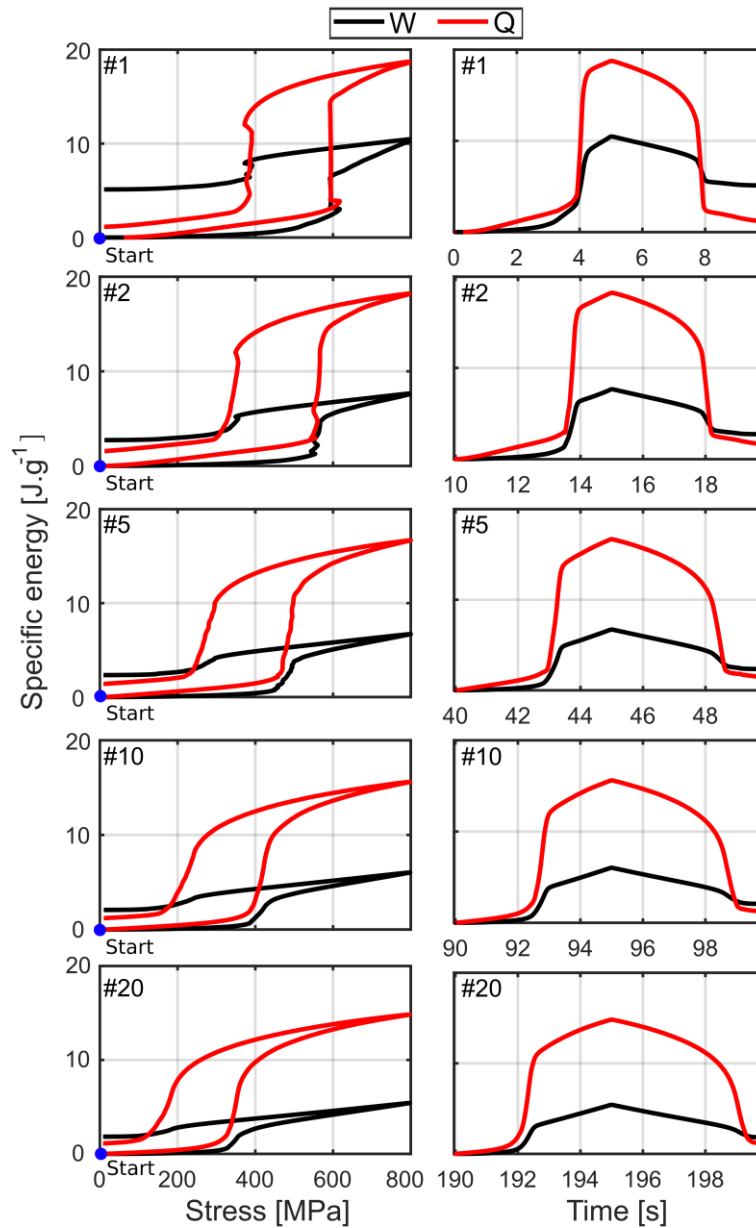 W Q
#1 #1
20
10
0
Start
0 2 4 6 8
#2 #2
20
10
0
Start
10 12 14 16 18
#5 #5
20
10
0
Start
40 42 44 46 48
#10 #10
20
10
0
Start
90 92 94 96 98
#20 #20
20
10
0
Start
0 200 400 600 800
190 192 194 196 198
Specific energy [J.g⁻¹]
Stress [MPa] Time [s]